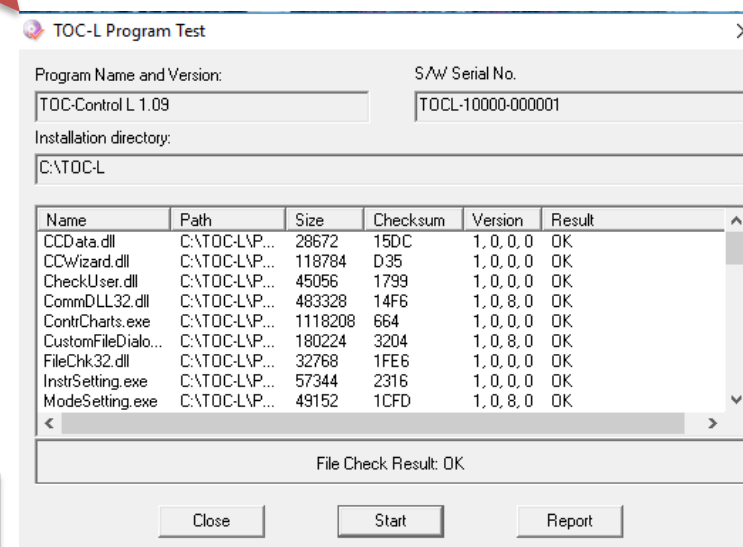 TOC-L Program Test
Program Name and Version: S/W Serial No.
TOC-Control L 1.09 TOCL-10000-000001
Installation directory:
C:\TOC-L
Name Path Size Checksum Version Result
CCData.dll C:\TOC-L\P... 28672 15DC 1, 0, 0, 0 OK
CCWizard.dll C:\TOC-L\P... 118784 D35 1, 0, 0, 0 OK
CheckUser.dll C:\TOC-L\P... 45056 1799 1, 0, 0, 0 OK
CommDLL32.dll C:\TOC-L\P... 483328 14F6 1, 0, 8, 0 OK
ContrCharts.exe C:\TOC-L\P... 1118208 664 1, 0, 0, 0 OK
CustomFileDialo... C:\TOC-L\P... 180224 3204 1, 0, 8, 0 OK
FileChk32.dll C:\TOC-L\P... 32768 1FE6 1, 0, 0, 0 OK
InstrSetting.exe C:\TOC-L\P... 57344 2316 1, 0, 0, 0 OK
ModeSetting.exe C:\TOC-L\P... 49152 1CFD 1, 0, 8, 0 OK
File Check Result: OK
Close Start Report